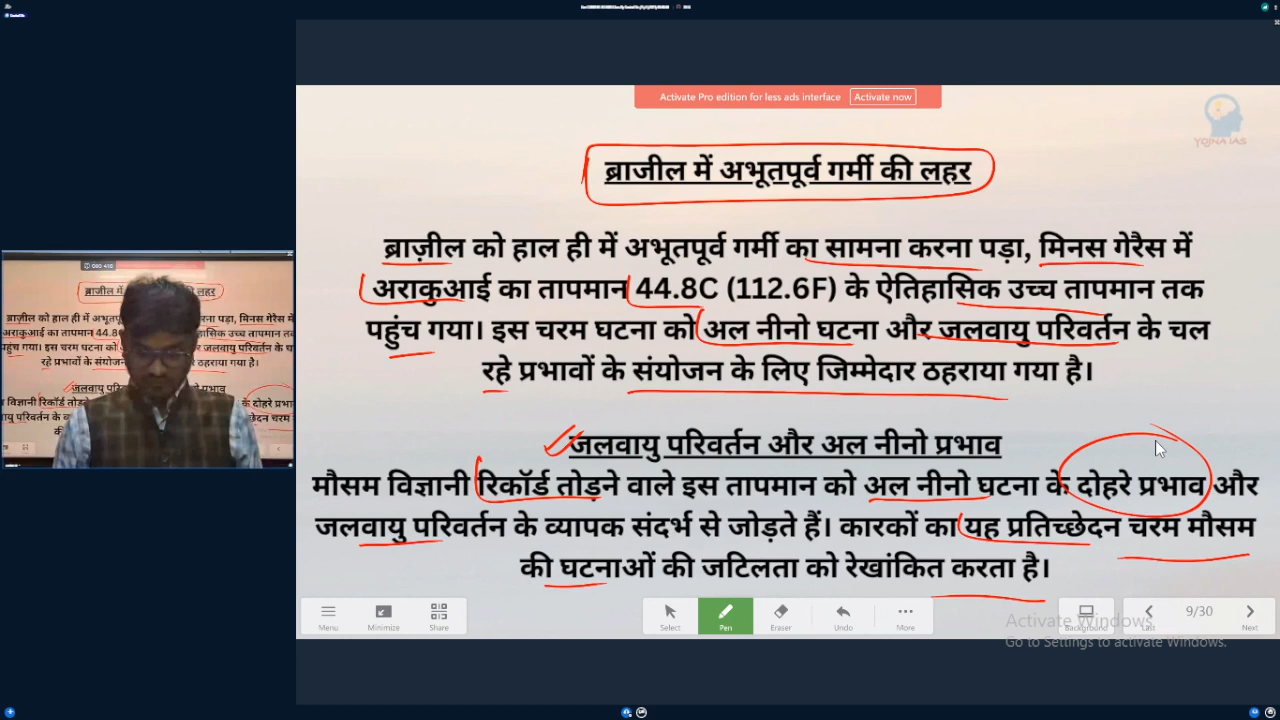 Activate Pro edition for less ads interface Activate now
YOJNA IAS
ब्राजील में अभूतपूर्व गर्मी की लहर
ब्राज़ील को हाल ही में अभूतपूर्व गर्मी का सामना करना पड़ा, मिनस गेरैस में
अराकुआई का तापमान 44.8C (112.6F) के ऐतिहासिक उच्च तापमान तक
पहुंच गया। इस चरम घटना को अल नीनो घटना और जलवायु परिवर्तन के चल
रहे प्रभावों के संयोजन के लिए जिम्मेदार ठहराया गया है।
जलवायु परिवर्तन और अल नीनो प्रभाव
मौसम विज्ञानी रिकॉर्ड तोड़ने वाले इस तापमान को अल नीनो घटना के दोहरे प्रभाव और
जलवायु परिवर्तन के व्यापक संदर्भ से जोड़ते हैं। कारकों का यह प्रतिच्छेदन चरम मौसम
की घटनाओं की जटिलता को रेखांकित करता है।
Menu Minimize Share Select Pen Eraser Undo More Background Last 9/30 Next
Activate Windows
Go to Settings to activate Windows.